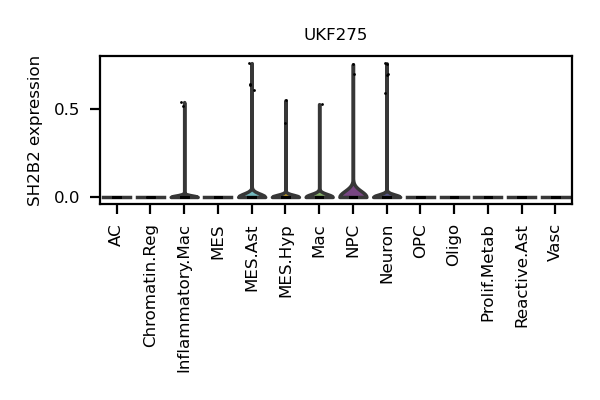 UKF275
SH2B2 expression
0.5
0.0
AC
Chromatin.Reg
Inflammatory.Mac
MES
MES.Ast
MES.Hyp
Mac
NPC
Neuron
OPC
Oligo
Prolif.Metab
Reactive.Ast
Vasc